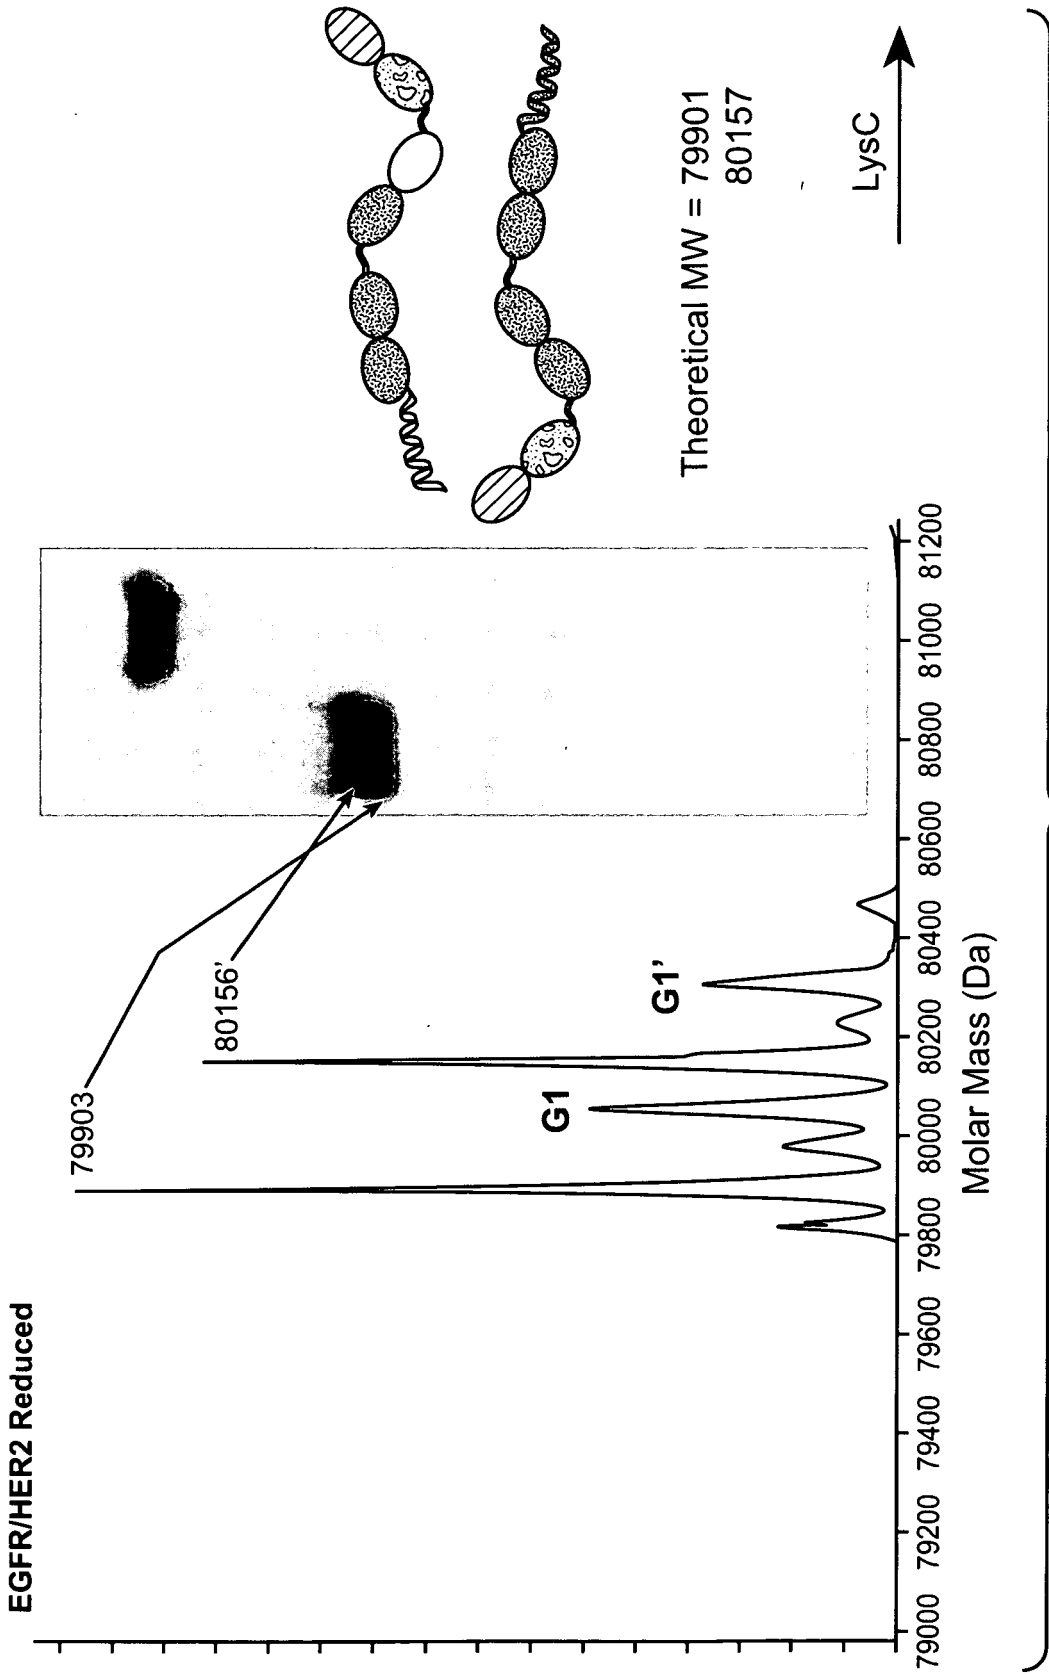 EGFR/HER2 Reduced
79903
80156’
G1
G1’
79000 79200 79400 79600 79800 80000 80200 80400 80600 80800 81000 81200
Molar Mass (Da)
Theoretical MW = 79901
80157
LysC